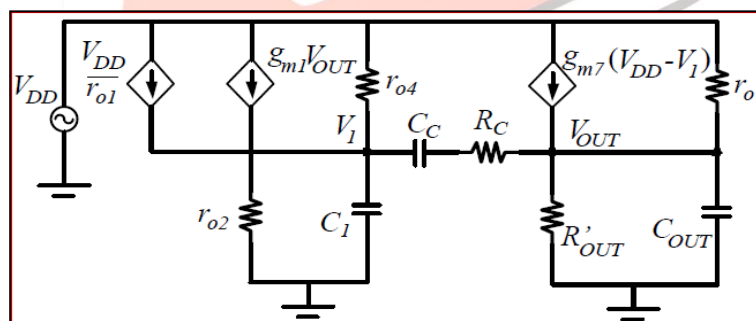 V_DD
V_DD / r_o1
g_m1 V_OUT
r_o4
g_m7 (V_DD - V_1)
r_o
V_1
C_C
R_C
V_OUT
r_o2
C_1
R'_OUT
C_OUT